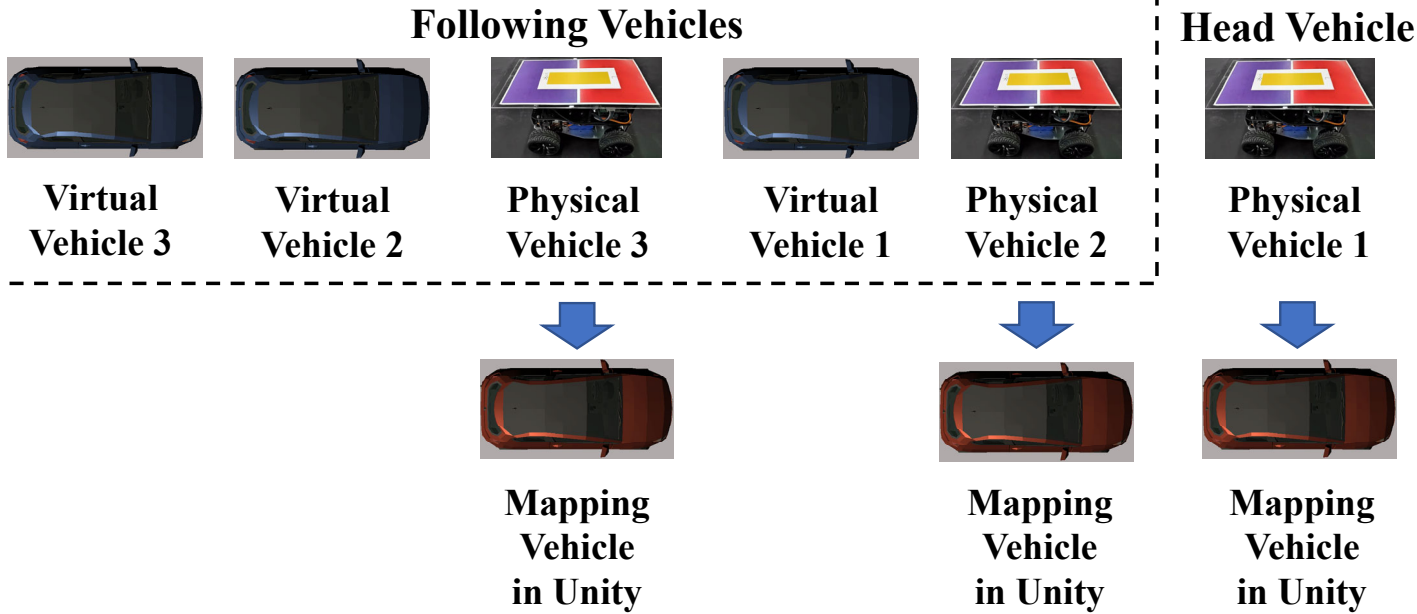 Following Vehicles
Head Vehicle
Virtual
Vehicle 3
Virtual
Vehicle 2
Physical
Vehicle 3
Virtual
Vehicle 1
Physical
Vehicle 2
Physical
Vehicle 1
Mapping
Vehicle
in Unity
Mapping
Vehicle
in Unity
Mapping
Vehicle
in Unity